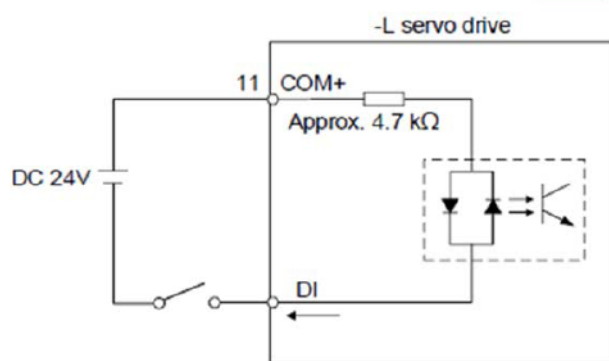 -L servo drive
11 COM+
Approx. 4.7 kΩ
DC 24V
DI